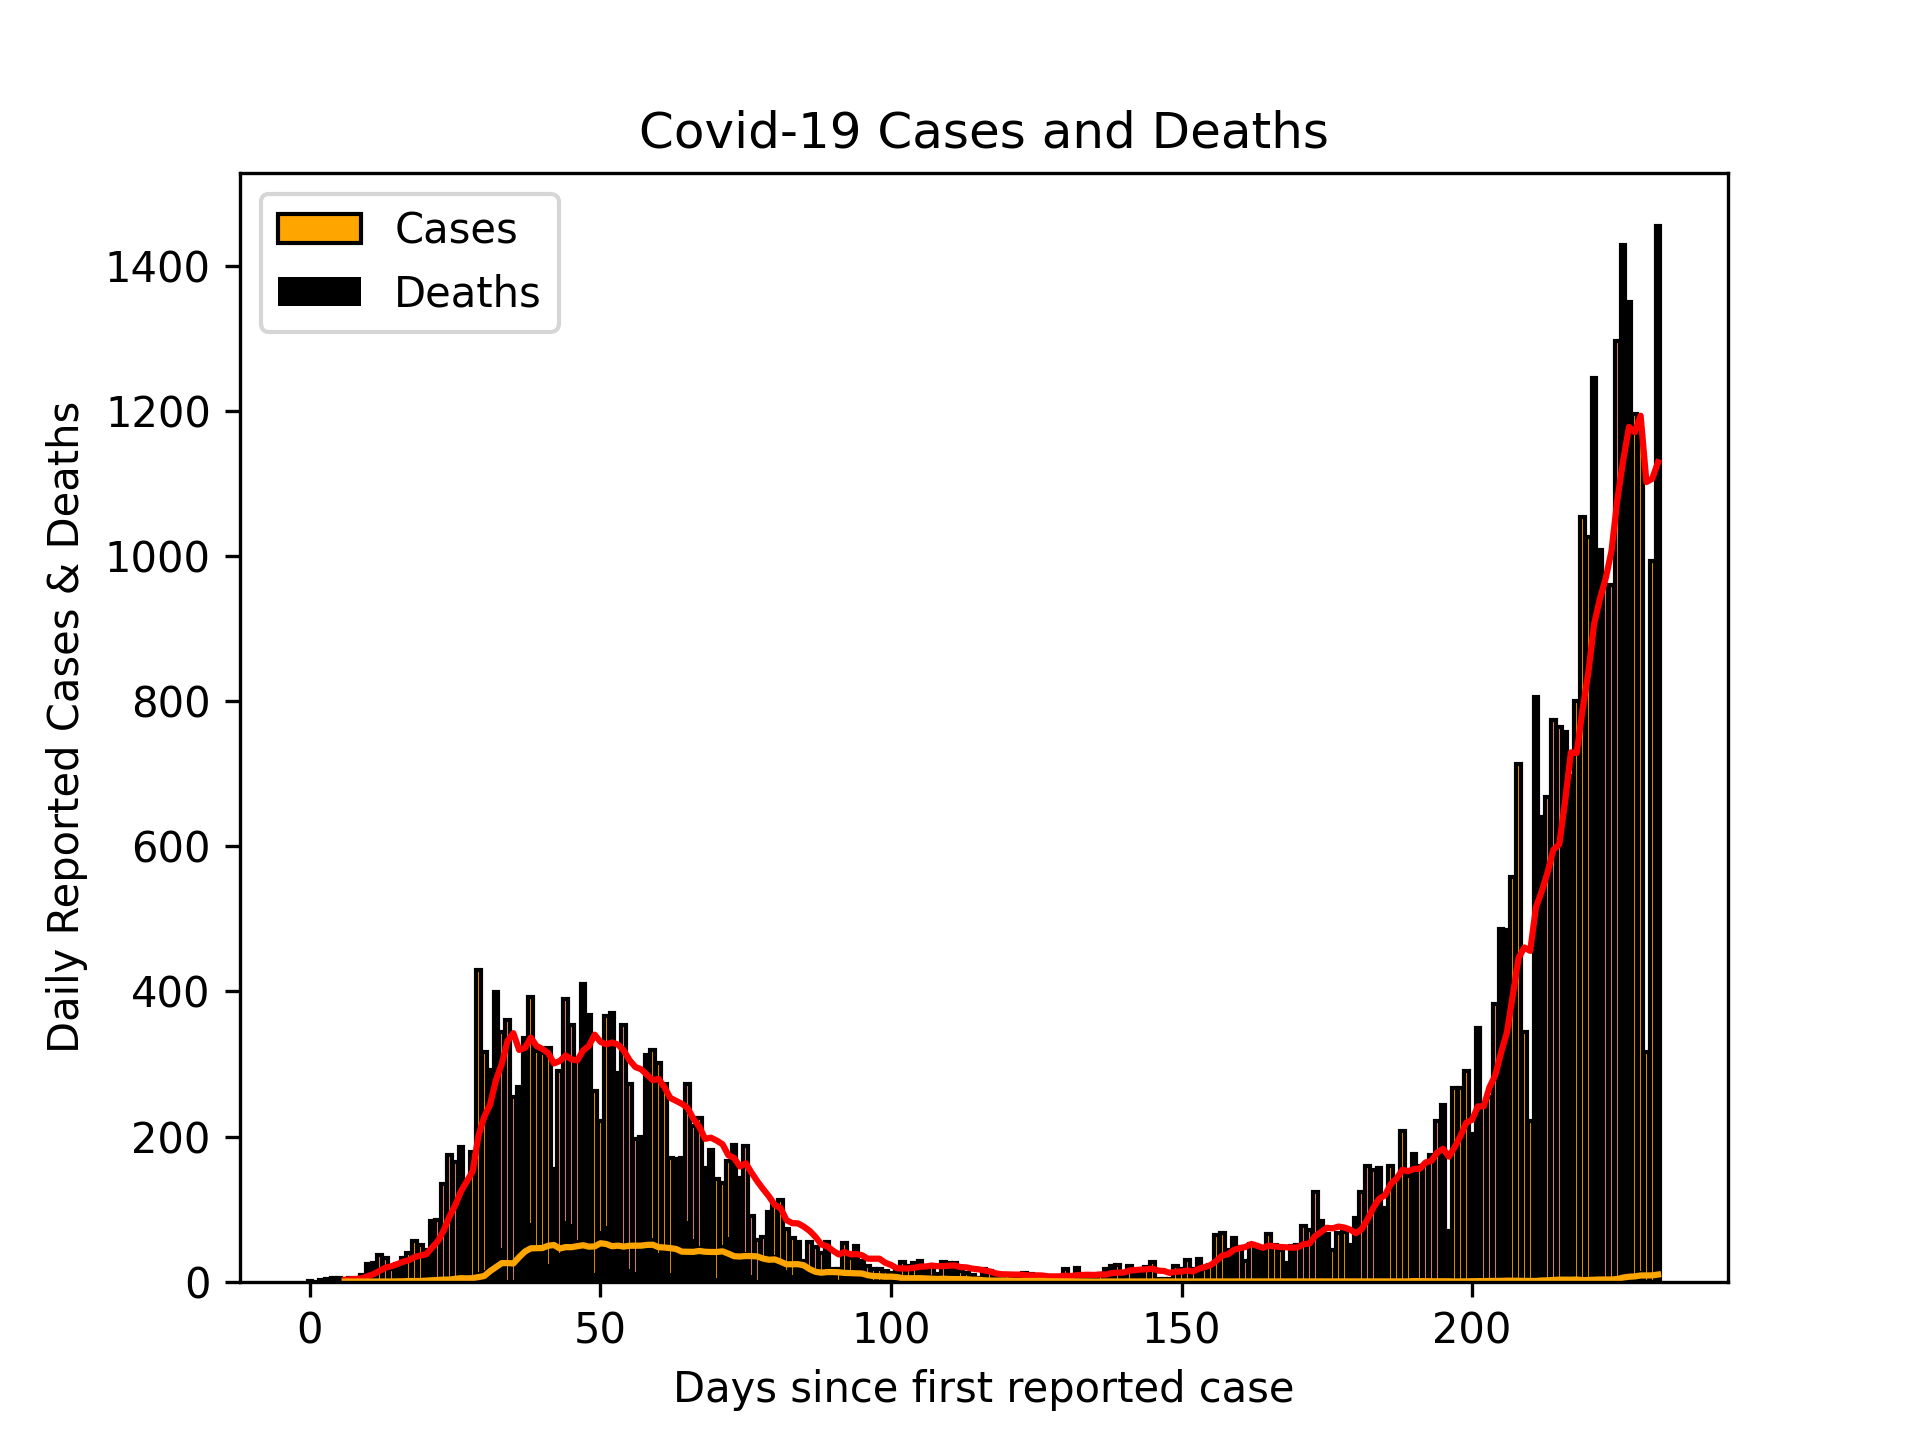 Covid-19 Cases and Deaths
Cases
Deaths
1400
1200
1000
800
600
400
200
0
Daily Reported Cases & Deaths
0 50 100 150 200
Days since first reported case